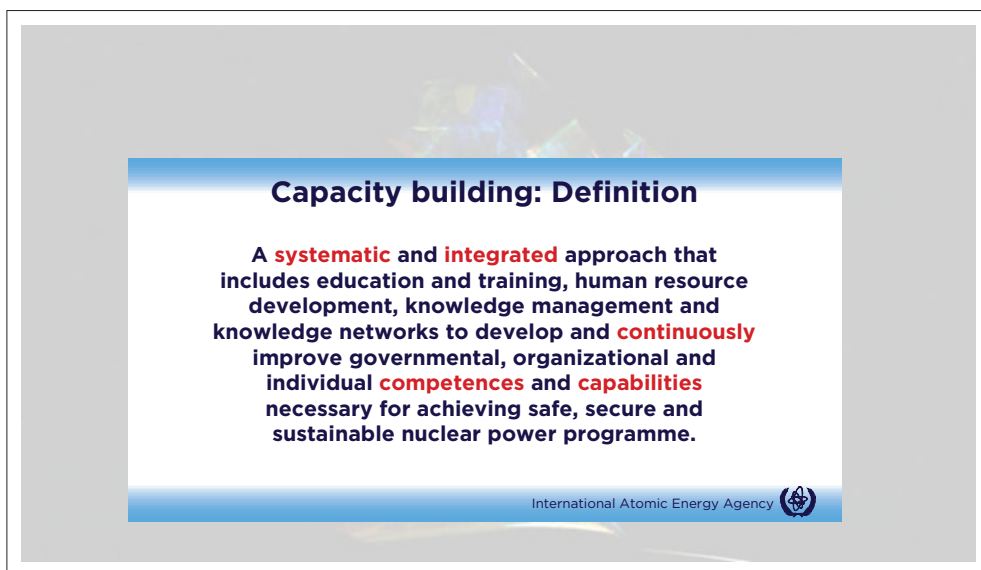 Capacity building: Definition
A systematic and integrated approach that
includes education and training, human resource
development, knowledge management and
knowledge networks to develop and continuously
improve governmental, organizational and
individual competences and capabilities
necessary for achieving safe, secure and
sustainable nuclear power programme.
International Atomic Energy Agency